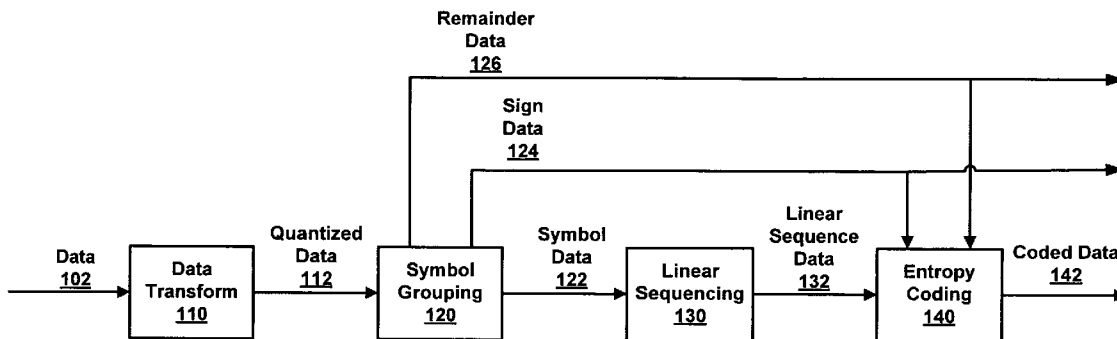 Remainder
Data
126
Sign
Data
124
Data
102
Data
Transform
110
Quantized
Data
112
Symbol
Grouping
120
Symbol
Data
122
Linear
Sequencing
130
Linear
Sequence
Data
132
Entropy
Coding
140
Coded Data
142